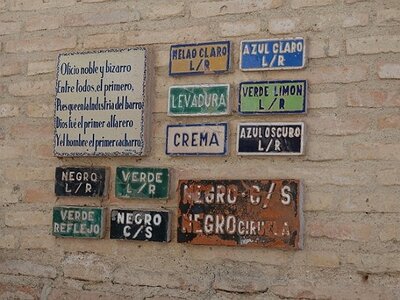 Oficio noble y bizarro
Entre todos, el primero,
Pues que en la industria del barro
Dios fué el primer alfarero
Y el hombre el primer cacharro
MELAO CLARO
L/R
AZUL CLARO
L/R
LEVADURA
VERDE LIMON
L/R
CREMA
AZUL OSCURO
L/R
NEGRO
L/R
VERDE
L/R
VERDE
REFLEJO
NEGRO
C/S
NEGRO-C/S
NEGRO CIRUELA